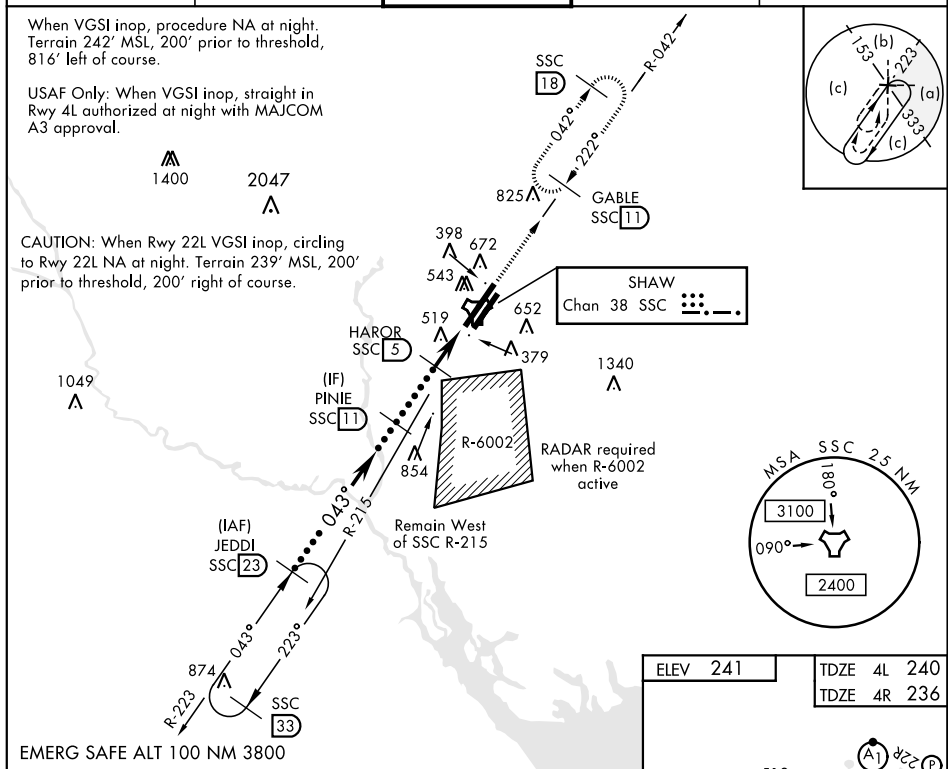 When VGSI inop, procedure NA at night.
Terrain 242' MSL, 200' prior to threshold,
816' left of course.
USAF Only: When VGSI inop, straight in
Rwy 4L authorized at night with MAJCOM
A3 approval.
1400
2047
CAUTION: When Rwy 22L VGSI inop, circling
to Rwy 22L NA at night. Terrain 239' MSL, 200'
prior to threshold, 200' right of course.
1049
R-042
SSC
18
042°
222°
825
GABLE
SSC 11
398
672
543
SHAW
Chan 38 SSC
519
652
379
HAROR
SSC 5
1340
(IF)
PINIE
SSC 11
854
R-6002
RADAR required
when R-6002
active
Remain West
of SSC R-215
043°
R-215
(IAF)
JEDDI
SSC 23
043°
223°
874
R-223
SSC
33
EMERG SAFE ALT 100 NM 3800
153
(b)
223
(c)
(a)
333
(c)
MSA SSC 25 NM
180°
3100
090°
2400
ELEV 241
TDZE 4L 240
TDZE 4R 236
A1
22R
P